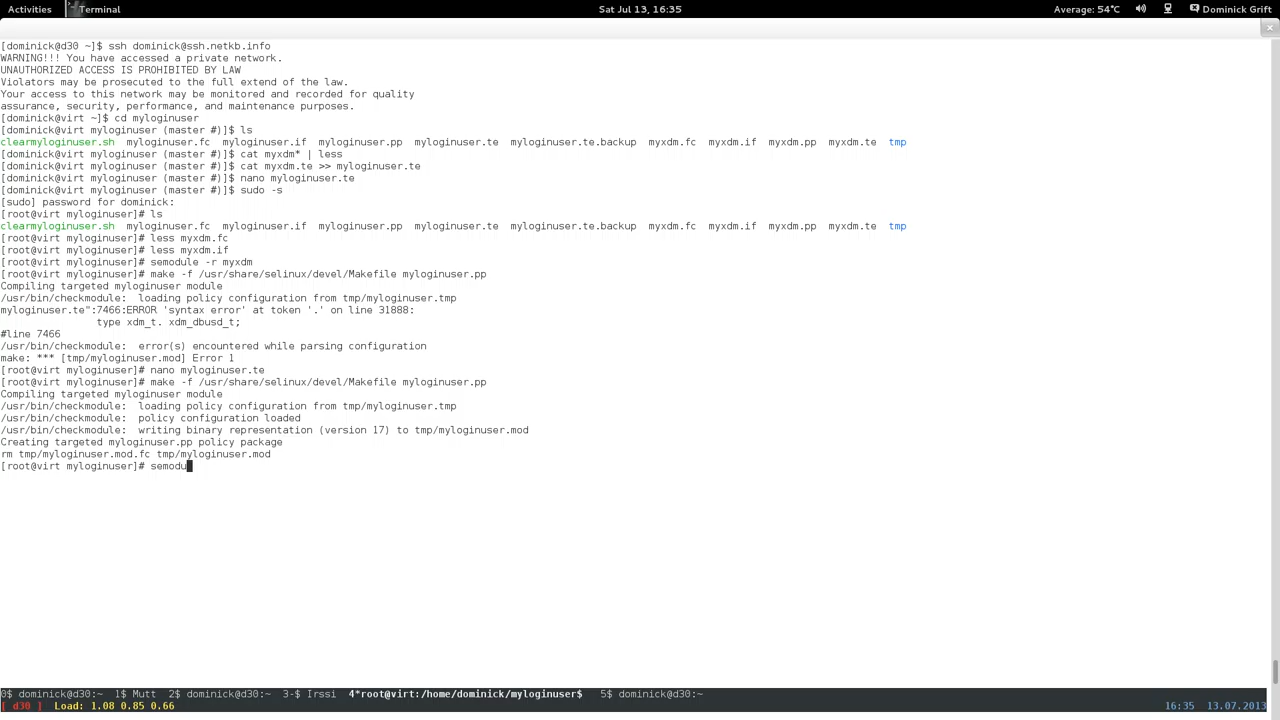 Activities Terminal Sat Jul 13, 16:35 Average: 54°C Dominick Grift
[dominick@d30 ~]$ ssh dominick@ssh.netkb.info
WARNING!!! You have accessed a private network.
UNAUTHORIZED ACCESS IS PROHIBITED BY LAW
Violators may be prosecuted to the full extend of the law.
Your access to this network may be monitored and recorded for quality
assurance, security, performance, and maintenance purposes.
[dominick@virt ~]$ cd myloginuser
[dominick@virt myloginuser (master #)]$ ls
clearmyloginuser.sh myloginuser.fc myloginuser.if myloginuser.pp myloginuser.te myloginuser.te.backup myxdm.fc myxdm.if myxdm.pp myxdm.te tmp
[dominick@virt myloginuser (master #)]$ cat myxdm* | less
[dominick@virt myloginuser (master #)]$ cat myxdm.te >> myloginuser.te
[dominick@virt myloginuser (master #)]$ nano myloginuser.te
[dominick@virt myloginuser (master #)]$ sudo -s
[sudo] password for dominick:
[root@virt myloginuser]# ls
clearmyloginuser.sh myloginuser.fc myloginuser.if myloginuser.pp myloginuser.te myloginuser.te.backup myxdm.fc myxdm.if myxdm.pp myxdm.te tmp
[root@virt myloginuser]# less myxdm.fc
[root@virt myloginuser]# less myxdm.if
[root@virt myloginuser]# semodule -r myxdm
[root@virt myloginuser]# make -f /usr/share/selinux/devel/Makefile myloginuser.pp
Compiling targeted myloginuser module
/usr/bin/checkmodule: loading policy configuration from tmp/myloginuser.tmp
myloginuser.te":7466:ERROR 'syntax error' at token '.' on line 31888:
type xdm_t. xdm_dbusd_t;
#line 7466
/usr/bin/checkmodule: error(s) encountered while parsing configuration
make: *** [tmp/myloginuser.mod] Error 1
[root@virt myloginuser]# nano myloginuser.te
[root@virt myloginuser]# make -f /usr/share/selinux/devel/Makefile myloginuser.pp
Compiling targeted myloginuser module
/usr/bin/checkmodule: loading policy configuration from tmp/myloginuser.tmp
/usr/bin/checkmodule: policy configuration loaded
/usr/bin/checkmodule: writing binary representation (version 17) to tmp/myloginuser.mod
Creating targeted myloginuser.pp policy package
rm tmp/myloginuser.mod.fc tmp/myloginuser.mod
[root@virt myloginuser]# semodu
0$ dominick@d30:~ 1$ Mutt 2$ dominick@d30:~ 3-$ Irssi 4*root@virt:/home/dominick/myloginuser$ 5$ dominick@d30:~
[ d30 ] Load: 1.08 0.85 0.66 16:35 13.07.2013